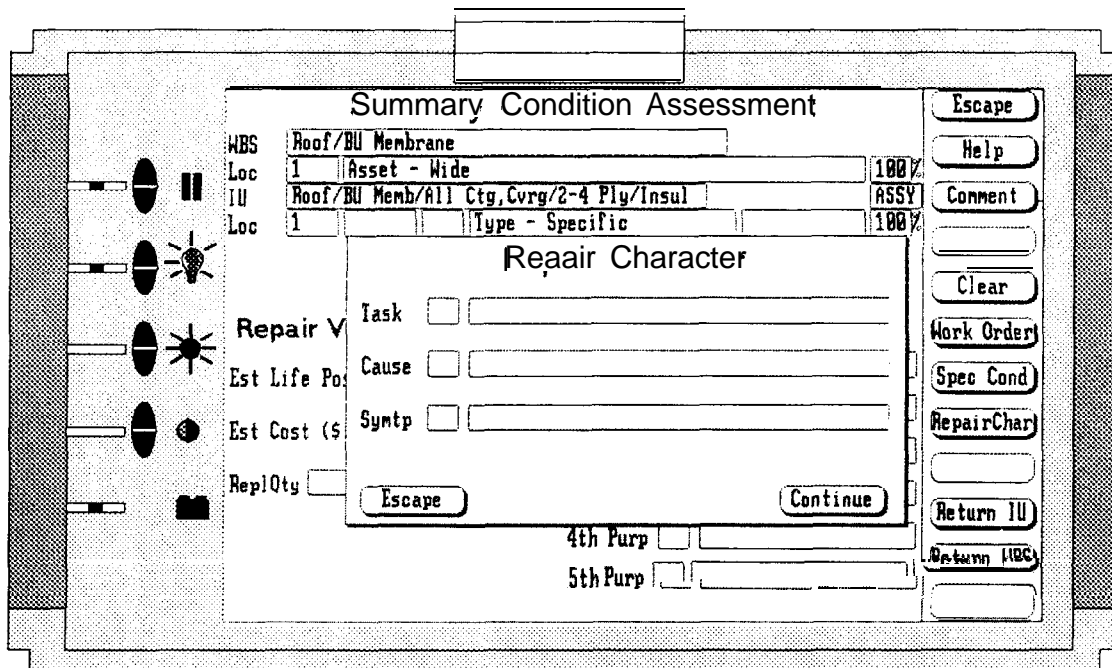 Summary Condition Assessment
WBS Roof/BU Membrane
Loc 1 Asset - Wide 100%
IU Roof/BU Memb/All Ctg,Cvrg/2-4 Ply/Insul ASSY
Loc 1 Type - Specific 100%
Repair V
Est Life Pos
Est Cost ($
ReplQty
Reaair Character
Task
Cause
Symtp
Escape
Continue
4th Purp
5th Purp
Escape
Help
Comment
Clear
Work Order
Spec Cond
RepairChar
Return IU
Return